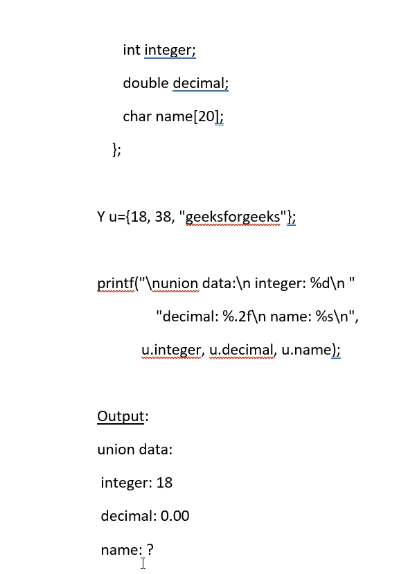 int integer;
double decimal;
char name[20];
};
Y u={18, 38, "geeksforgeeks"};
printf("\nunion data:\n integer: %d\n "
"decimal: %.2f\n name: %s\n",
u.integer, u.decimal, u.name);
Output:
union data:
integer: 18
decimal: 0.00
name: ?